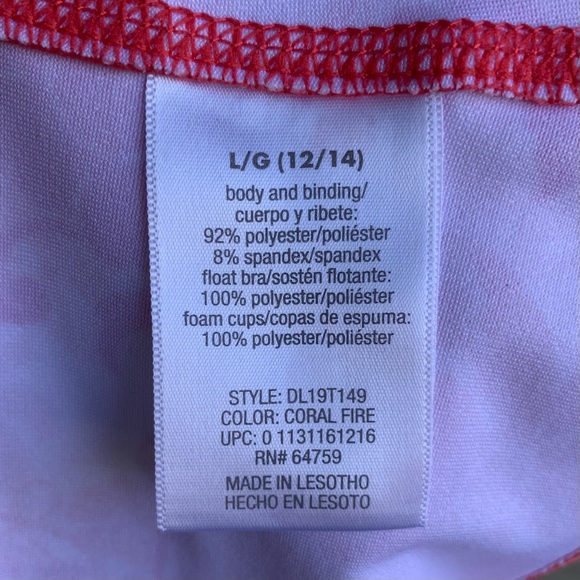 L/G (12/14)
body and binding/
cuerpo y ribete:
92% polyester/poliéster
8% spandex/spandex
float bra/sostén flotante:
100% polyester/poliéster
foam cups/copas de espuma:
100% polyester/poliéster
STYLE: DL19T149
COLOR: CORAL FIRE
UPC: 0 1131161216
RN# 64759
MADE IN LESOTHO
HECHO EN LESOTO